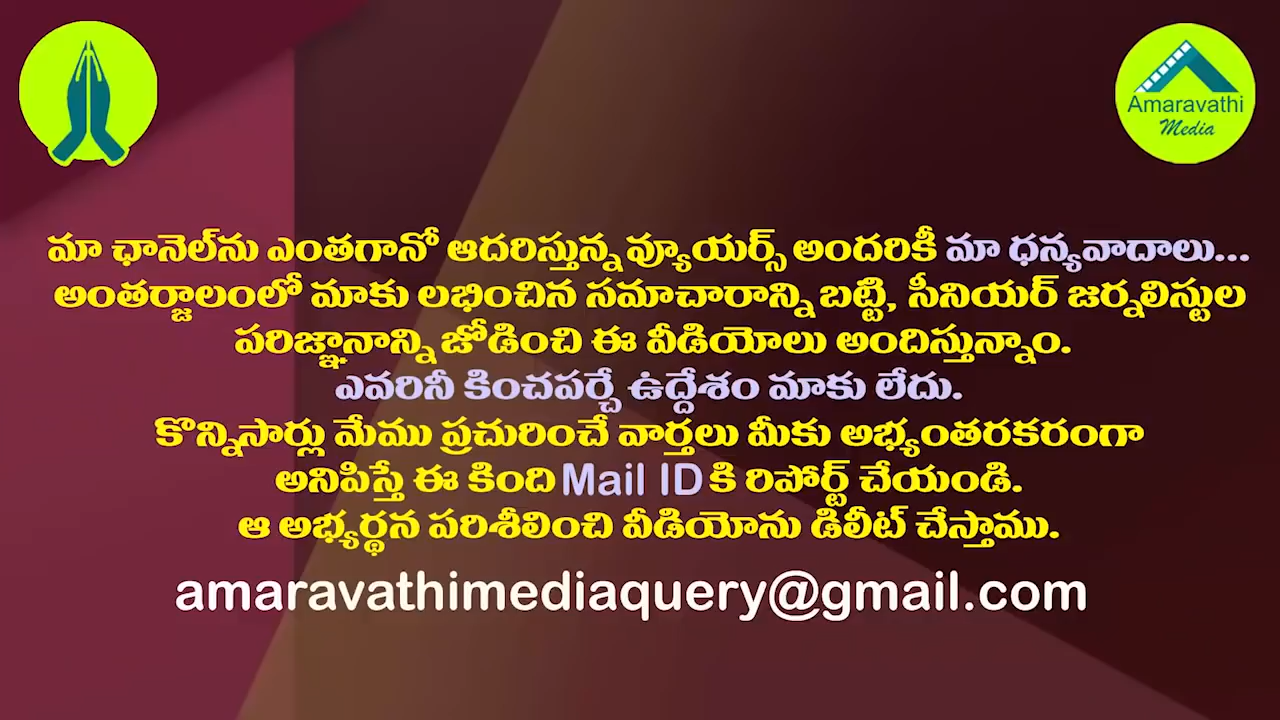 Amaravathi
Media
మా ఛానెల్‌ను ఎంతగానో ఆదరిస్తున్న వ్యూయర్స్ అందరికీ మా ధన్యవాదాలు...
అంతర్జాలంలో మాకు లభించిన సమాచారాన్ని బట్టి, సీనియర్ జర్నలిస్టుల
పరిజ్ఞానాన్ని జోడించి ఈ వీడియోలు అందిస్తున్నాం.
ఎవరినీ కించపర్చే ఉద్దేశం మాకు లేదు.
కొన్నిసార్లు మేము ప్రచురించే వార్తలు మీకు అభ్యంతరకరంగా
అనిపిస్తే ఈ కింది Mail ID కి రిపోర్ట్ చేయండి.
ఆ అభ్యర్థన పరిశీలించి వీడియోను డిలీట్ చేస్తాము.
amaravathimediaquery@gmail.com